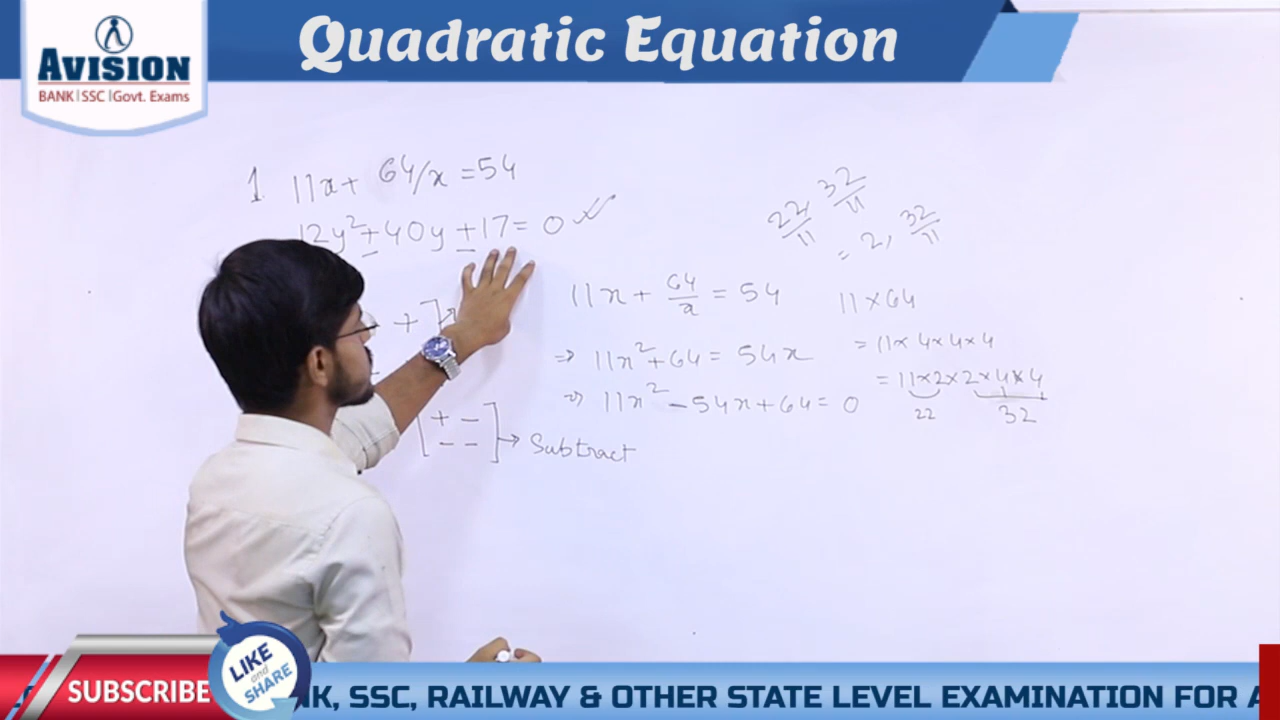 Quadratic Equation
AVISION
BANK | SSC | Govt. Exams
1 11x + 64/x = 54
12y² + 40y + 17 = 0
22/11, 32/11
= 2, 32/11
+
11x + 64/x = 54
⇒ 11x² + 64 = 54x
⇒ 11x² - 54x + 64 = 0
11 × 64
= 11 × 4 × 4 × 4
= 11 × 2 × 2 × 4 × 4
22 32
+ -
- - → Subtract
LIKE and SHARE
SUBSCRIBE
NK, SSC, RAILWAY & OTHER STATE LEVEL EXAMINATION FOR A